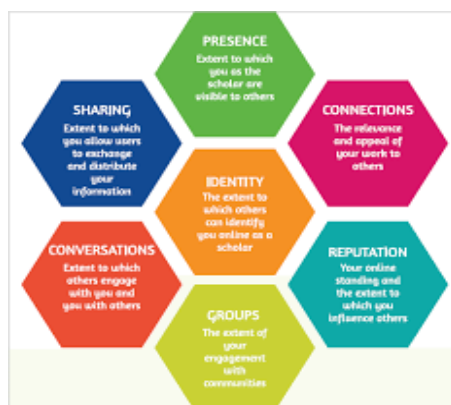 PRESENCE
Extent to which
you as the
scholar are
visible to others
SHARING
Extent to which
you allow users
to exchange
and distribute
your
information
CONNECTIONS
The relevance
and appeal of
your work to
others
IDENTITY
The extent to
which others
can identify
you online as a
scholar
CONVERSATIONS
Extent to which
others engage
with you and
you with others
REPUTATION
Your online
standing and
the extent to
which you
influence others
GROUPS
The extent of
your
engagement
with
communities